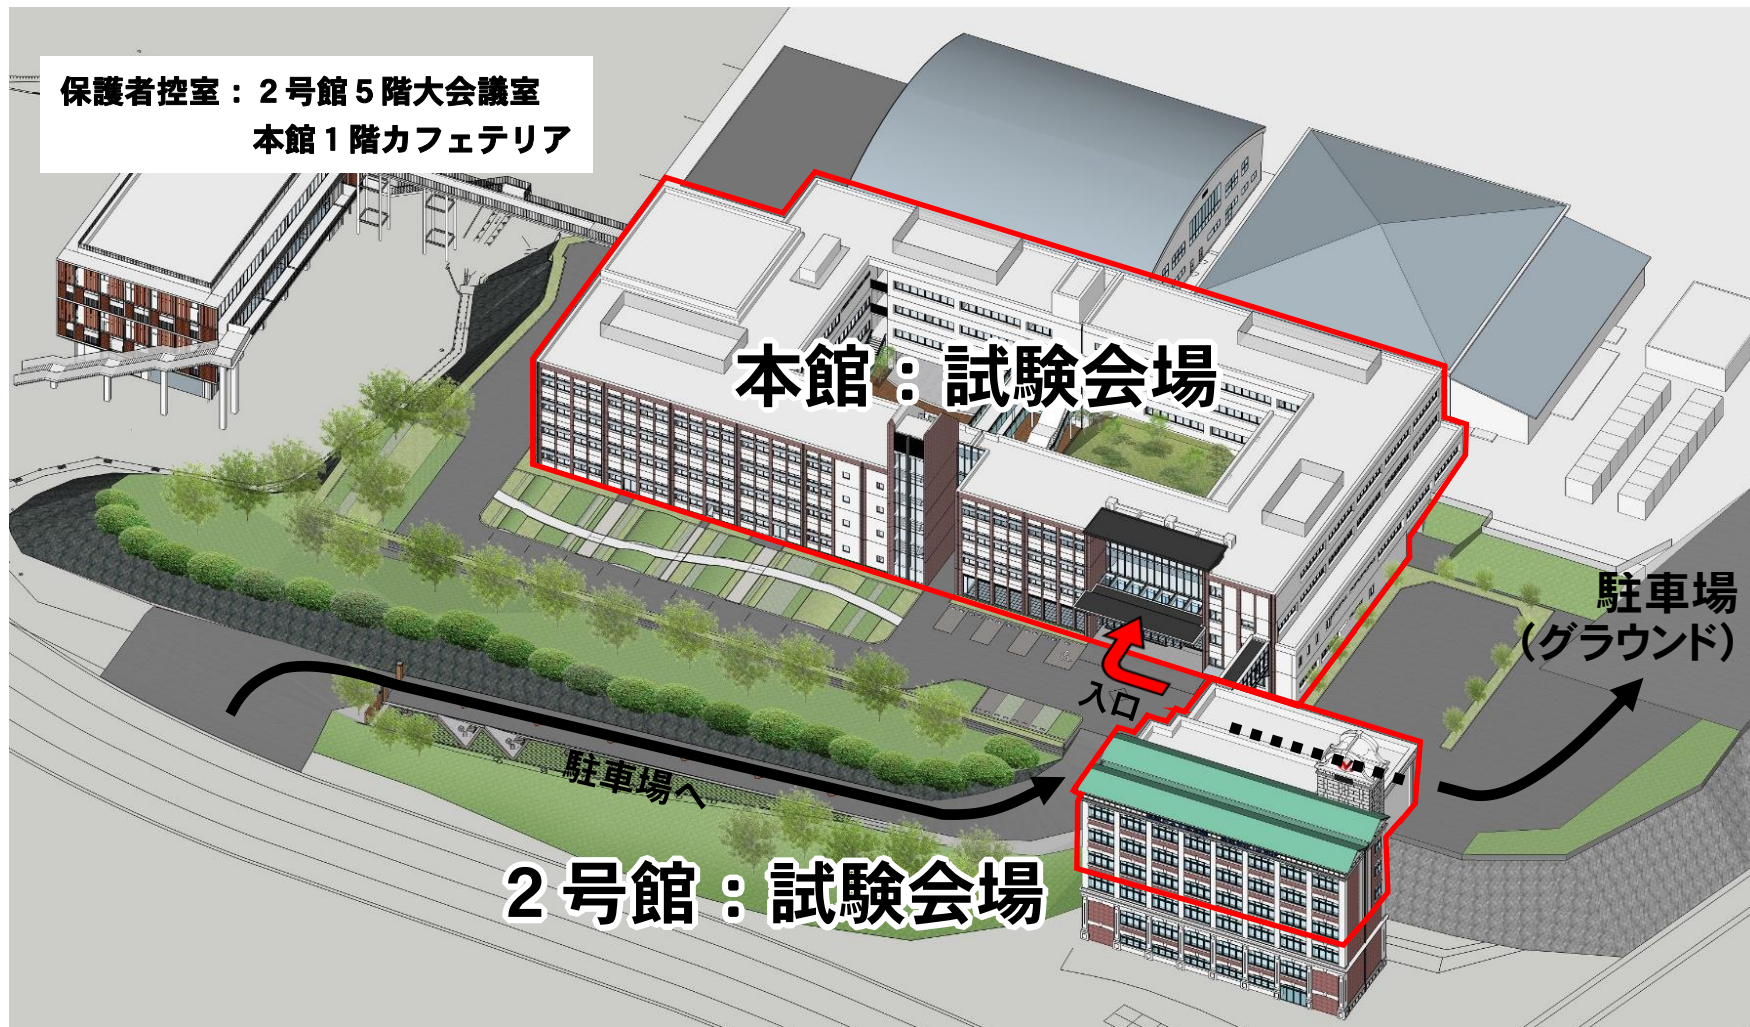 保護者控室：２号館５階大会議室
本館１階カフェテリア
本館：試験会場
駐車場
（グラウンド）
入口
駐車場へ
２号館：試験会場